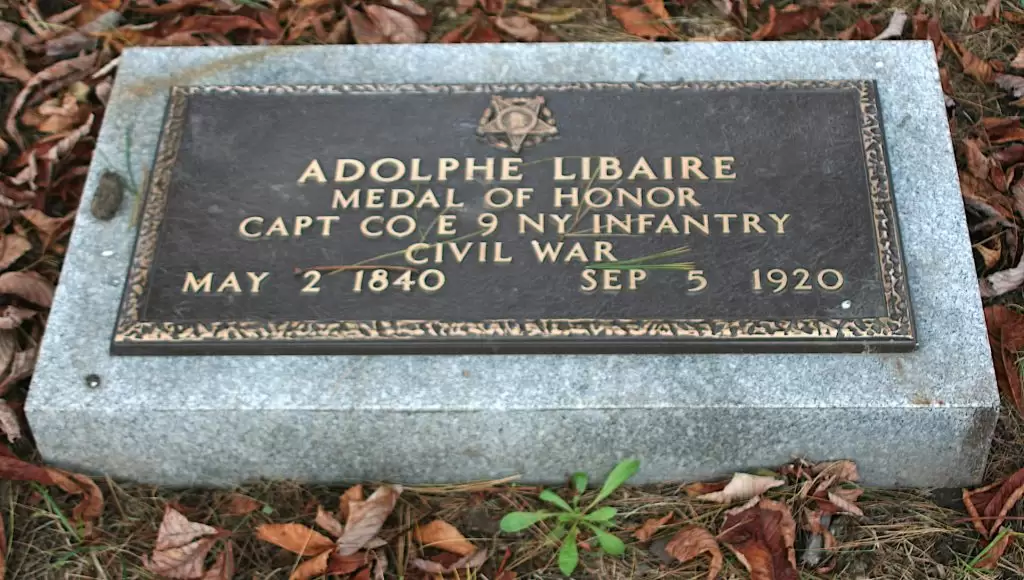 ADOLPHE LIBAIRE
MEDAL OF HONOR
CAPT CO E 9 NY INFANTRY
CIVIL WAR
MAY 2 1840 SEP 5 1920